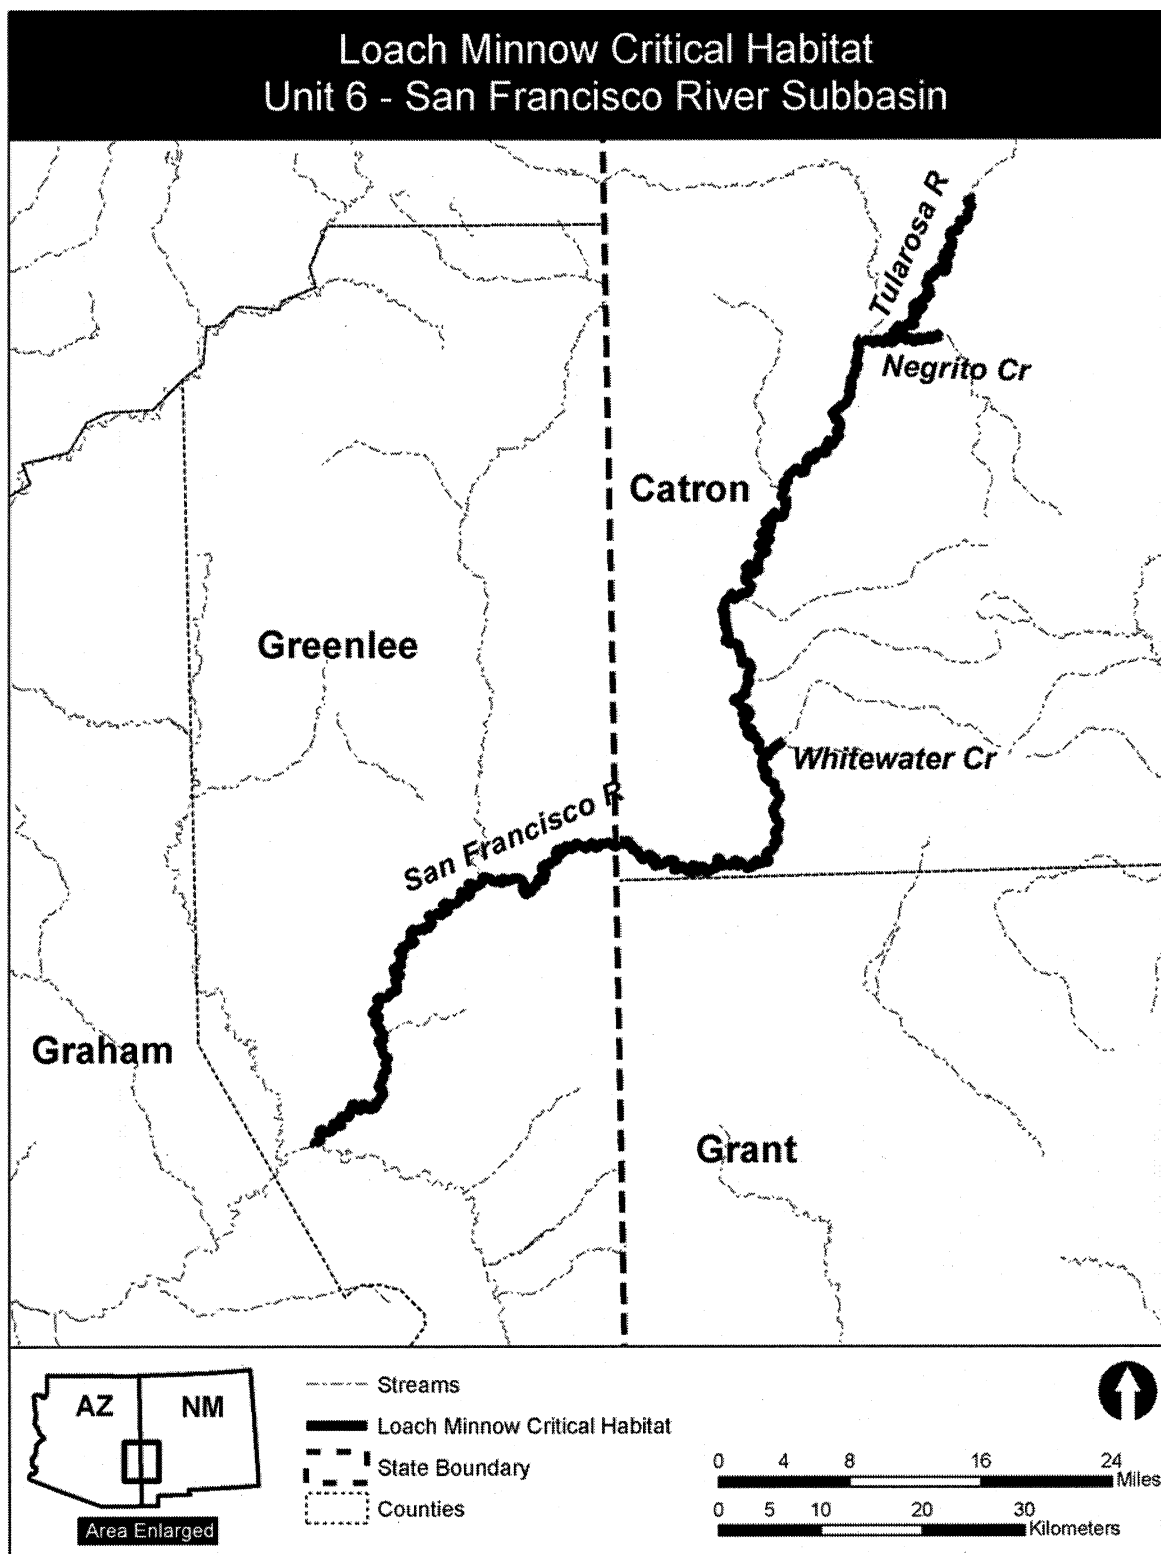 Loach Minnow Critical Habitat
Unit 6 - San Francisco River Subbasin
Tularosa R
Negrito Cr
Catron
Greenlee
Whitewater Cr
San Francisco R
Graham
Grant
AZ
NM
Area Enlarged
Streams
Loach Minnow Critical Habitat
State Boundary
Counties
0 4 8 16 24
Miles
0 5 10 20 30
Kilometers